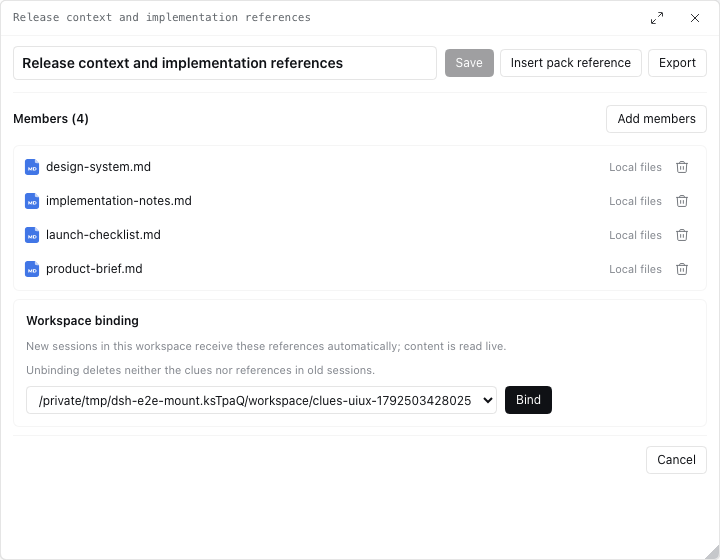 Release context and implementation references
Release context and implementation references
Save
Insert pack reference
Export
Members (4)
Add members
MD design-system.md Local files
MD implementation-notes.md Local files
MD launch-checklist.md Local files
MD product-brief.md Local files
Workspace binding
New sessions in this workspace receive these references automatically; content is read live.
Unbinding deletes neither the clues nor references in old sessions.
/private/tmp/dsh-e2e-mount.ksTpaQ/workspace/clues-uiux-1792503428025
Bind
Cancel